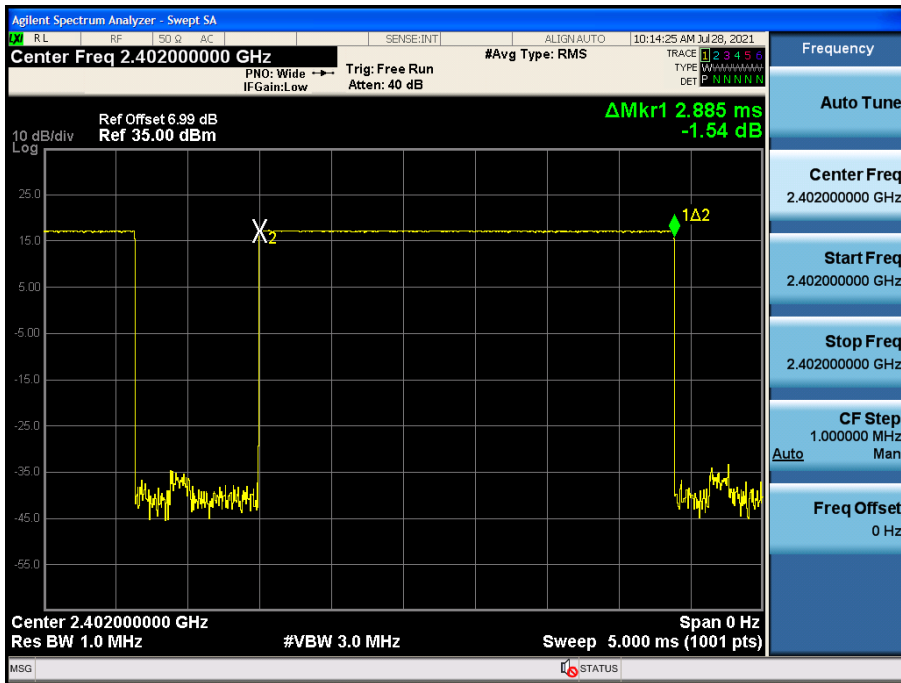 Agilent Spectrum Analyzer - Swept SA
LXI RL RF 50 Ω AC SENSE:INT ALIGN AUTO 10:14:25 AM Jul 28, 2021
Center Freq 2.402000000 GHz
PNO: Wide
IFGain:Low
Trig: Free Run
Atten: 40 dB
#Avg Type: RMS
TRACE 1 2 3 4 5 6
TYPE WWWWWW
DET P N N N N N
Ref Offset 6.99 dB
Ref 35.00 dBm
10 dB/div
Log
ΔMkr1 2.885 ms
-1.54 dB
25.0
15.0
5.00
-5.00
-15.0
-25.0
-35.0
-45.0
-55.0
X2
1Δ2
Center 2.402000000 GHz
Span 0 Hz
Res BW 1.0 MHz
#VBW 3.0 MHz
Sweep 5.000 ms (1001 pts)
MSG
STATUS
Frequency
Auto Tune
Center Freq
2.402000000 GHz
Start Freq
2.402000000 GHz
Stop Freq
2.402000000 GHz
CF Step
1.000000 MHz
Auto Man
Freq Offset
0 Hz